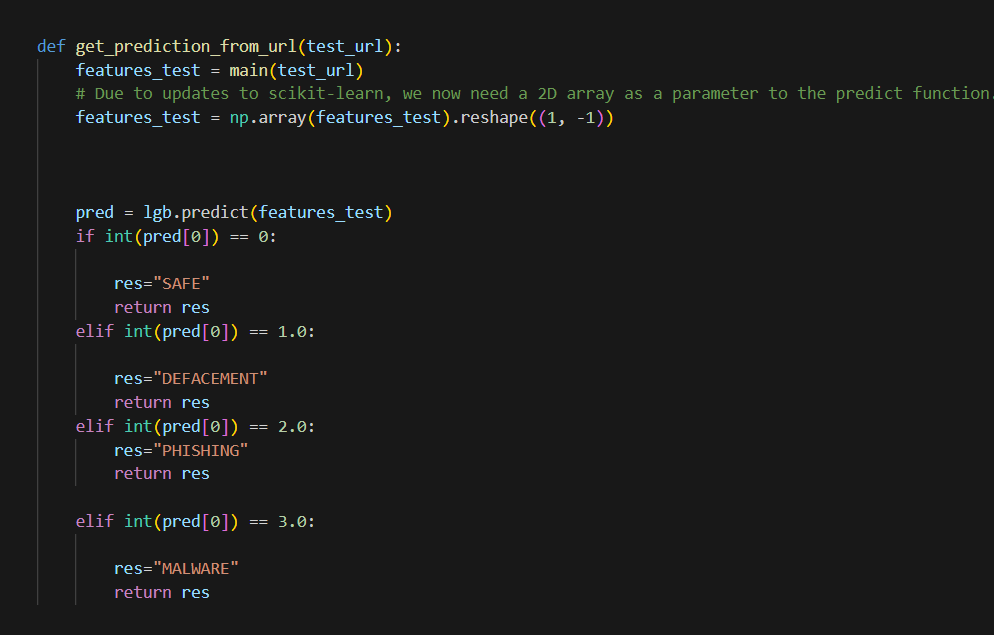 def get_prediction_from_url(test_url):
    features_test = main(test_url)
    # Due to updates to scikit-learn, we now need a 2D array as a parameter to the predict function.
    features_test = np.array(features_test).reshape((1, -1))
    pred = lgb.predict(features_test)
    if int(pred[0]) == 0:
        res="SAFE"
        return res
    elif int(pred[0]) == 1.0:
        res="DEFACEMENT"
        return res
    elif int(pred[0]) == 2.0:
        res="PHISHING"
        return res
    elif int(pred[0]) == 3.0:
        res="MALWARE"
        return res